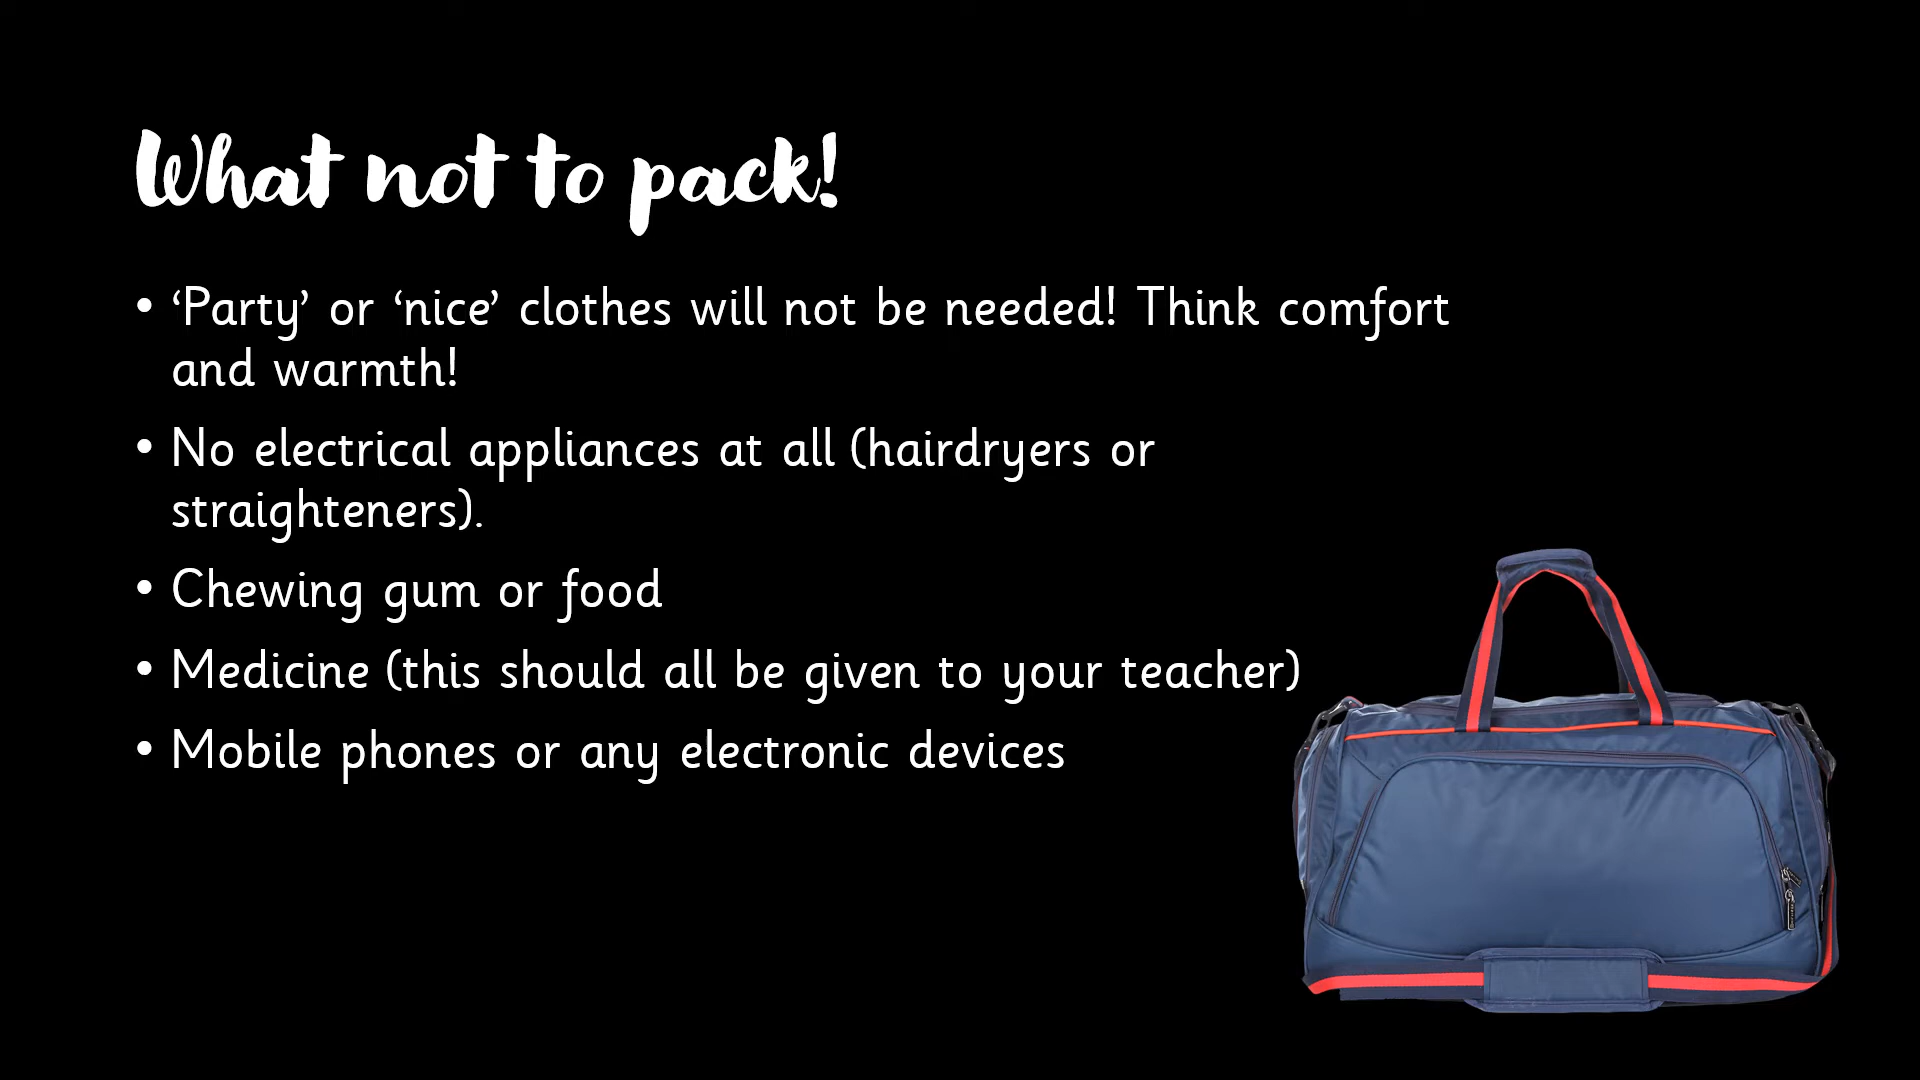 What not to pack!
• ‘Party’ or ‘nice’ clothes will not be needed! Think comfort
and warmth!
• No electrical appliances at all (hairdryers or
straighteners).
• Chewing gum or food
• Medicine (this should all be given to your teacher)
• Mobile phones or any electronic devices